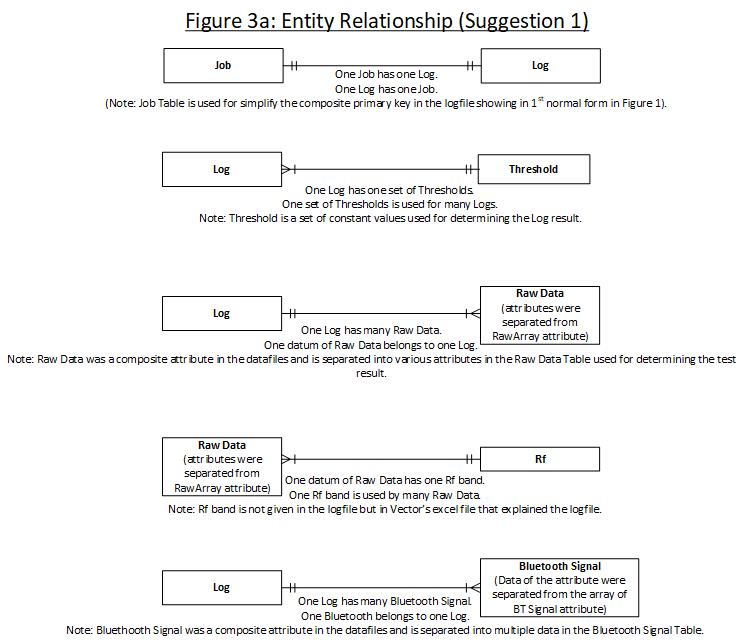 Figure 3a: Entity Relationship (Suggestion 1)
Job
Log
One Job has one Log.
One Log has one Job.
(Note: Job Table is used for simplify the composite primary key in the logfile showing in 1st normal form in Figure 1).
Log
Threshold
One Log has one set of Thresholds.
One set of Thresholds is used for many Logs.
Note: Threshold is a set of constant values used for determining the Log result.
Log
Raw Data
(attributes were
separated from
RawArray attribute)
One Log has many Raw Data.
One datum of Raw Data belongs to one Log.
Note: Raw Data was a composite attribute in the datafiles and is separated into various attributes in the Raw Data Table used for determining the test
result.
Raw Data
(attributes were
separated from
RawArray attribute)
Rf
One datum of Raw Data has one Rf band.
One Rf band is used by many Raw Data.
Note: Rf band is not given in the logfile but in Vector's excel file that explained the logfile.
Log
Bluetooth Signal
(Data of the attribute were
separated from the array of
BT Signal attribute)
One Log has many Bluetooth Signal.
One Bluetooth belongs to one Log.
Note: Bluethooth Signal was a composite attribute in the datafiles and is separated into multiple data in the Bluetooth Signal Table.